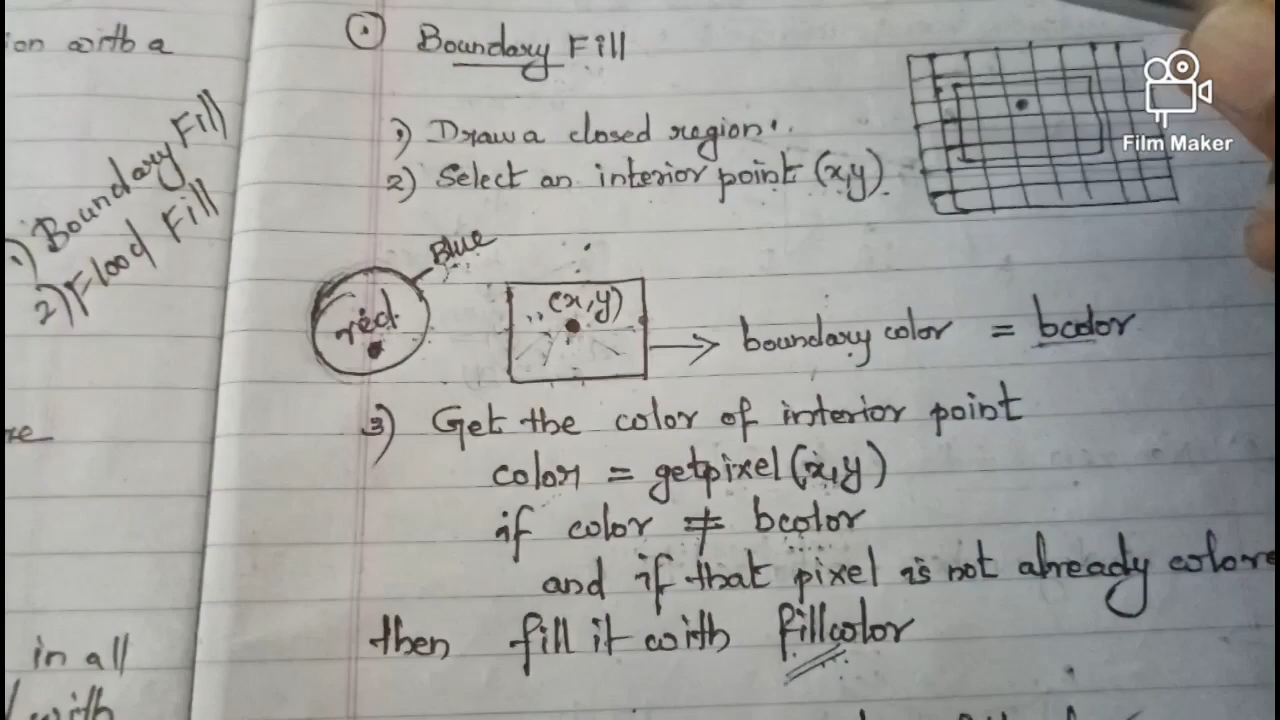 ion with a
1) Boundary Fill
2) Flood Fill
in all
with
Boundary Fill
1) Draw a closed region.
2) Select an interior point (x,y).
Blue
red
(x,y)
boundary color = bcolor
3) Get the color of interior point
color = getpixel(x,y)
if color ≠ bcolor
and if that pixel is not already colore
then fill it with fillcolor
Film Maker